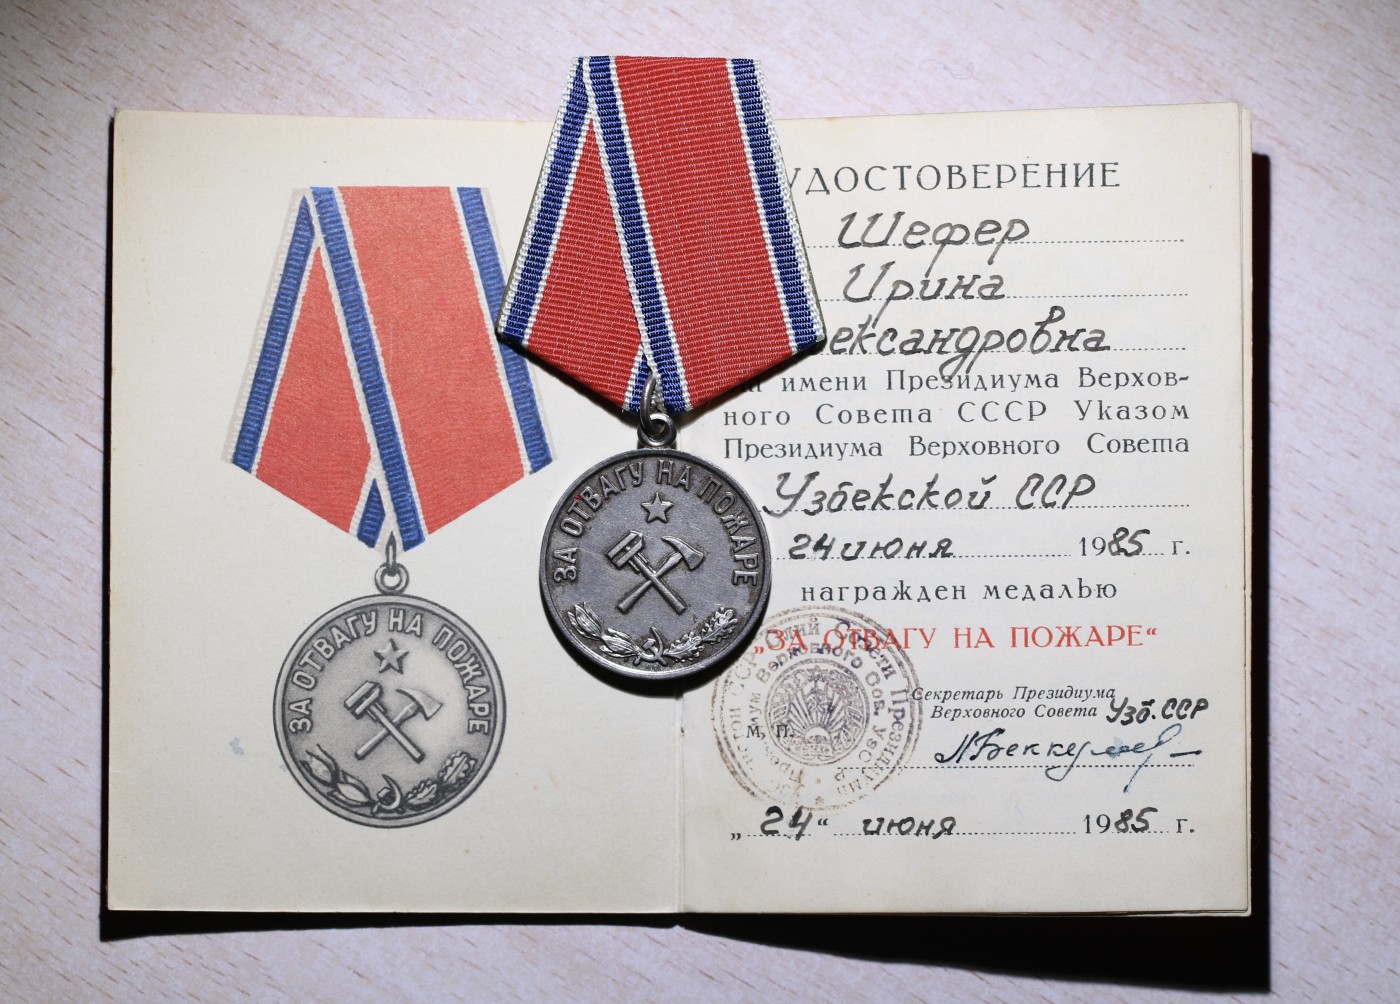 ЗА ОТВАГУ НА ПОЖАРЕ
ЗА ОТВАГУ НА ПОЖАРЕ
УДОСТОВЕРЕНИЕ
Шефер
Ирина
ександровна
имени Президиума Верхов-
ного Совета СССР Указом
Президиума Верховного Совета
Узбекской ССР
24 июня 1985 г.
награжден медалью
„ЗА ОТВАГУ НА ПОЖАРЕ“
Секретарь Президиума
Верховного Совета Узб. ССР
М. П.
„24“ июня 1985 г.